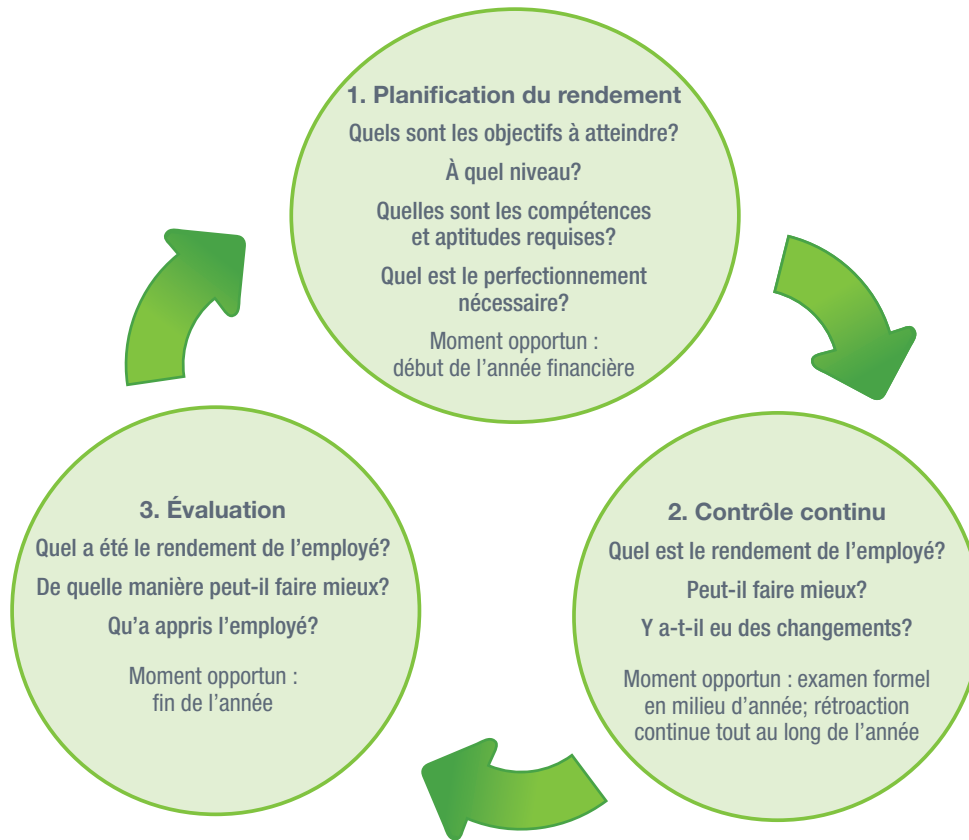 1. Planification du rendement
Quels sont les objectifs à atteindre?
À quel niveau?
Quelles sont les compétences
et aptitudes requises?
Quel est le perfectionnement
nécessaire?
Moment opportun :
début de l’année financière
2. Contrôle continu
Quel est le rendement de l’employé?
Peut-il faire mieux?
Y a-t-il eu des changements?
Moment opportun : examen formel
en milieu d’année; rétroaction
continue tout au long de l’année
3. Évaluation
Quel a été le rendement de l’employé?
De quelle manière peut-il faire mieux?
Qu’a appris l’employé?
Moment opportun :
fin de l’année